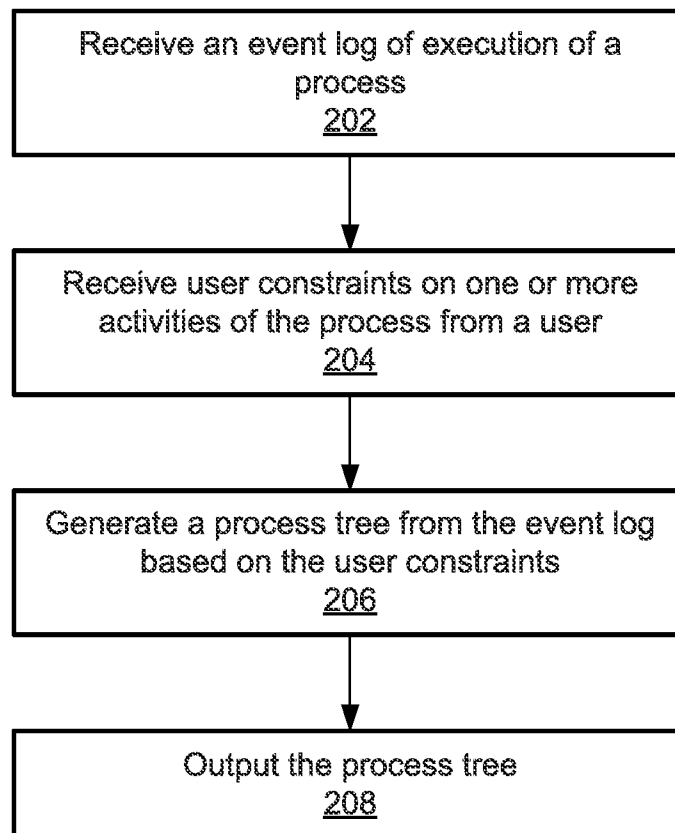 Receive an event log of execution of a
process
202
Receive user constraints on one or more
activities of the process from a user
204
Generate a process tree from the event log
based on the user constraints
206
Output the process tree
208